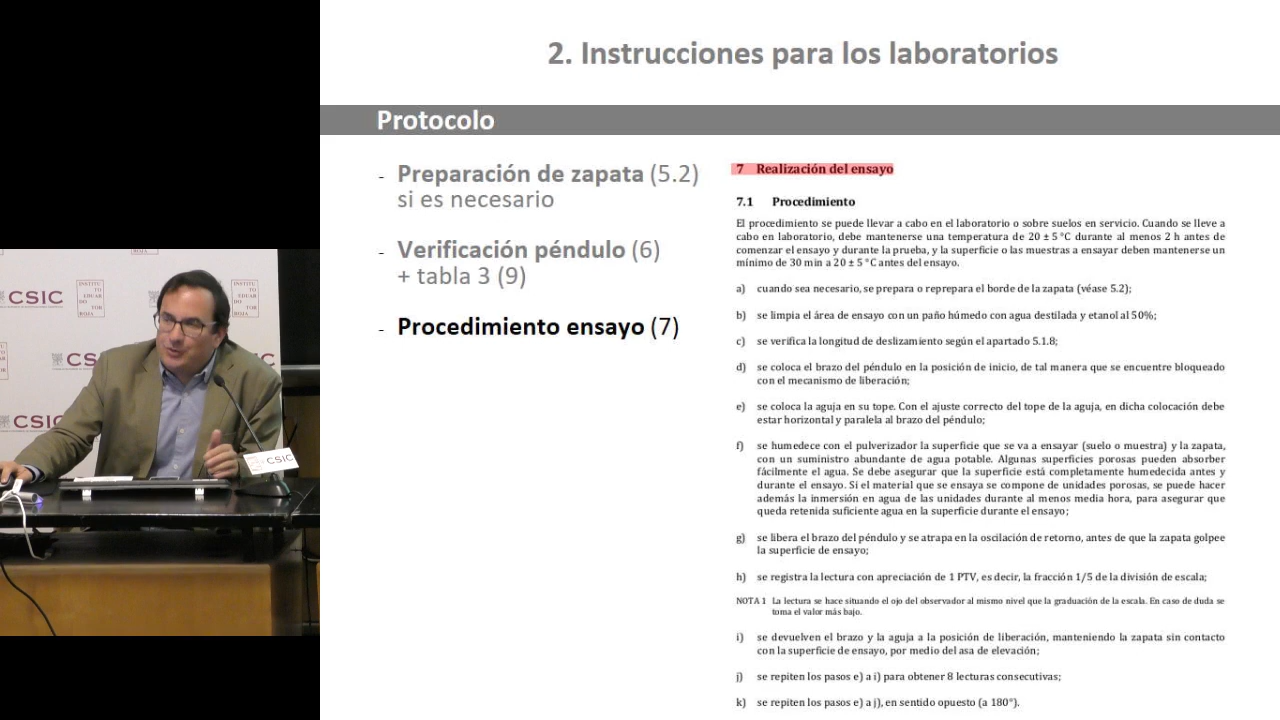 2. Instrucciones para los laboratorios
Protocolo
- Preparación de zapata (5.2)
si es necesario
- Verificación péndulo (6)
+ tabla 3 (9)
- Procedimiento ensayo (7)
7 Realización del ensayo
7.1 Procedimiento
El procedimiento se puede llevar a cabo en el laboratorio o sobre suelos en servicio. Cuando se lleve a
cabo en laboratorio, debe mantenerse una temperatura de 20 ± 5 °C durante al menos 2 h antes de
comenzar el ensayo y durante la prueba, y la superficie o las muestras a ensayar deben mantenerse un
mínimo de 30 min a 20 ± 5 °C antes del ensayo.
a) cuando sea necesario, se prepara o reprepara el borde de la zapata (véase 5.2);
b) se limpia el área de ensayo con un paño húmedo con agua destilada y etanol al 50%;
c) se verifica la longitud de deslizamiento según el apartado 5.1.8;
d) se coloca el brazo del péndulo en la posición de inicio, de tal manera que se encuentre bloqueado
con el mecanismo de liberación;
e) se coloca la aguja en su tope. Con el ajuste correcto del tope de la aguja, en dicha colocación debe
estar horizontal y paralela al brazo del péndulo;
f) se humedece con el pulverizador la superficie que se va a ensayar (suelo o muestra) y la zapata,
con un suministro abundante de agua potable. Algunas superficies porosas pueden absorber
fácilmente el agua. Se debe asegurar que la superficie está completamente humedecida antes y
durante el ensayo. Si el material que se ensaya se compone de unidades porosas, se puede hacer
además la inmersión en agua de las unidades durante al menos media hora, para asegurar que
queda retenida suficiente agua en la superficie durante el ensayo;
g) se libera el brazo del péndulo y se atrapa en la oscilación de retorno, antes de que la zapata golpee
la superficie de ensayo;
h) se registra la lectura con apreciación de 1 PTV, es decir, la fracción 1/5 de la división de escala;
NOTA 1 La lectura se hace situando el ojo del observador al mismo nivel que la graduación de la escala. En caso de duda se
toma el valor más bajo.
i) se devuelven el brazo y la aguja a la posición de liberación, manteniendo la zapata sin contacto
con la superficie de ensayo, por medio del asa de elevación;
j) se repiten los pasos e) a i) para obtener 8 lecturas consecutivas;
k) se repiten los pasos e) a j), en sentido opuesto (a 180°).
CSIC
INSTITU
TO
EDUAR
DO TOR
ROJA
CSIC
CSIC
CSIC